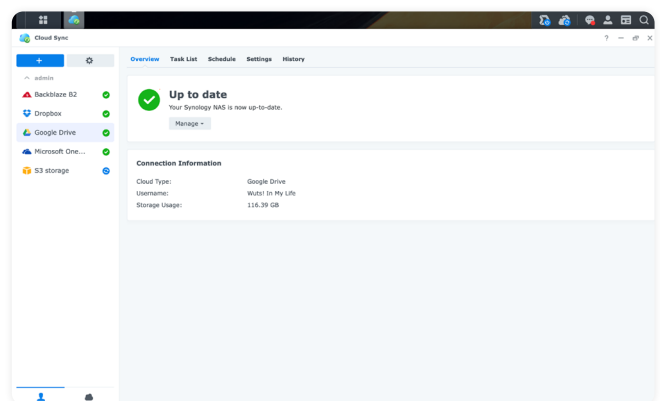 Cloud Sync
?
+
admin
Backblaze B2
Dropbox
Google Drive
Microsoft One...
S3 storage
Overview Task List Schedule Settings History
Up to date
Your Synology NAS is now up-to-date.
Manage
Connection Information
Cloud Type: Google Drive
Username: Wuts! In My Life
Storage Usage: 116.39 GB